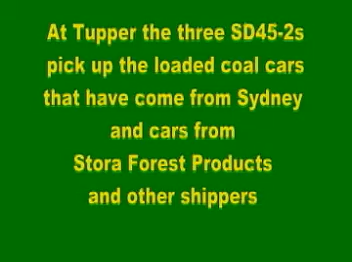 At Tupper the three SD45-2s
pick up the loaded coal cars
that have come from Sydney
and cars from
Stora Forest Products
and other shippers